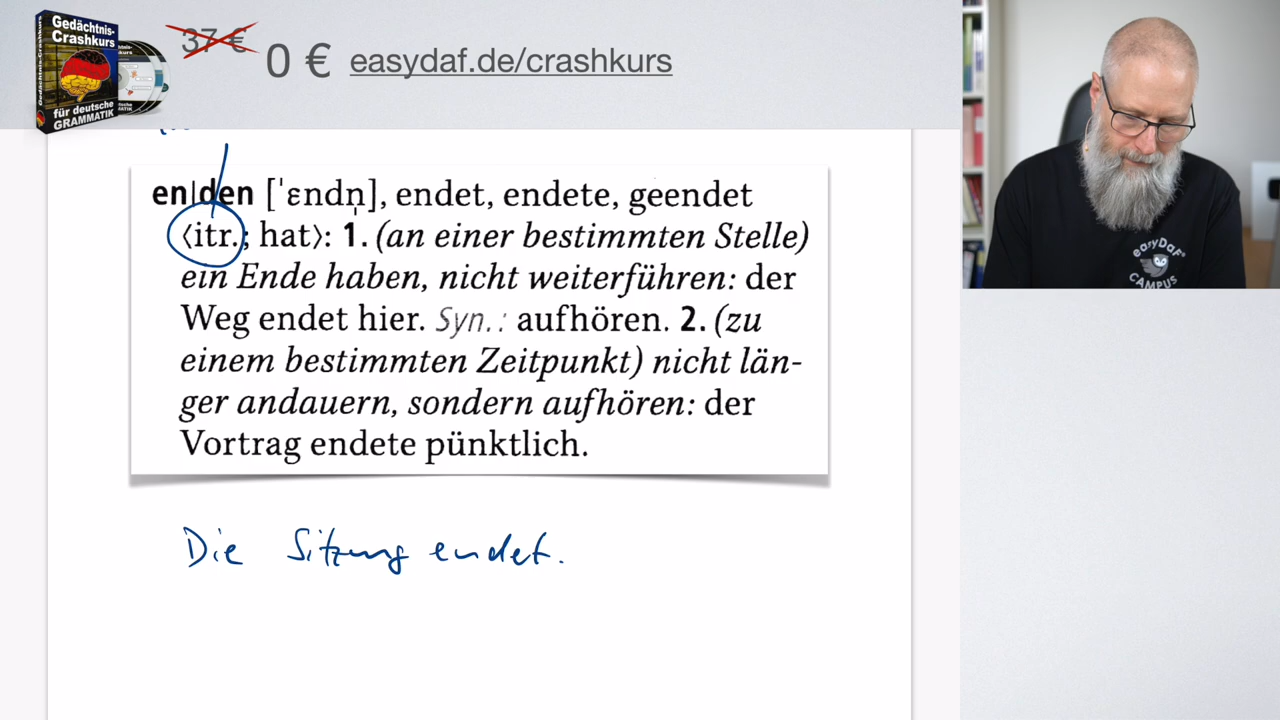 Gedächtnis-
Crashkurs
für deutsche
GRAMMATIK
37 €
0 € easydaf.de/crashkurs
en|den [ˈɛndn̩], endet, endete, geendet
⟨itr.; hat⟩: 1. (an einer bestimmten Stelle)
ein Ende haben, nicht weiterführen: der
Weg endet hier. Syn.: aufhören. 2. (zu
einem bestimmten Zeitpunkt) nicht län-
ger andauern, sondern aufhören: der
Vortrag endete pünktlich.
Die Sitzung endet.
easyDaF®
CAMPUS